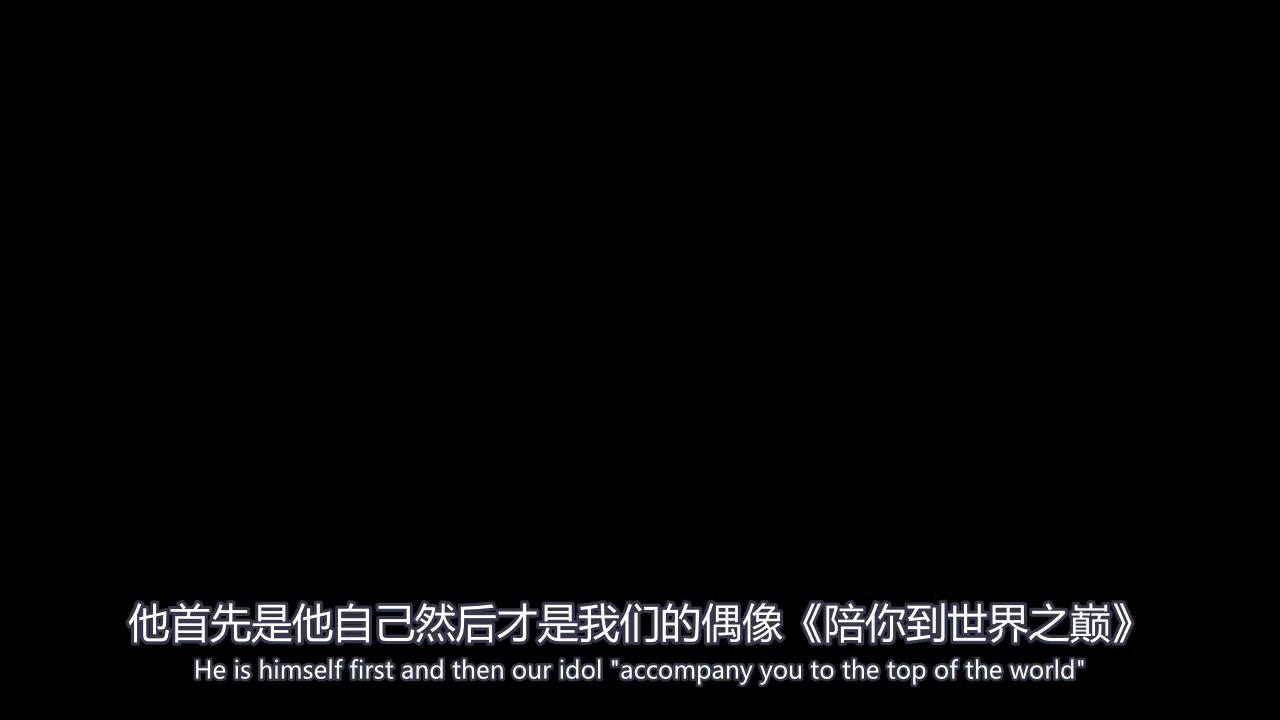 他首先是他自己然后才是我们的偶像《陪你到世界之巅》
He is himself first and then our idol "accompany you to the top of the world"